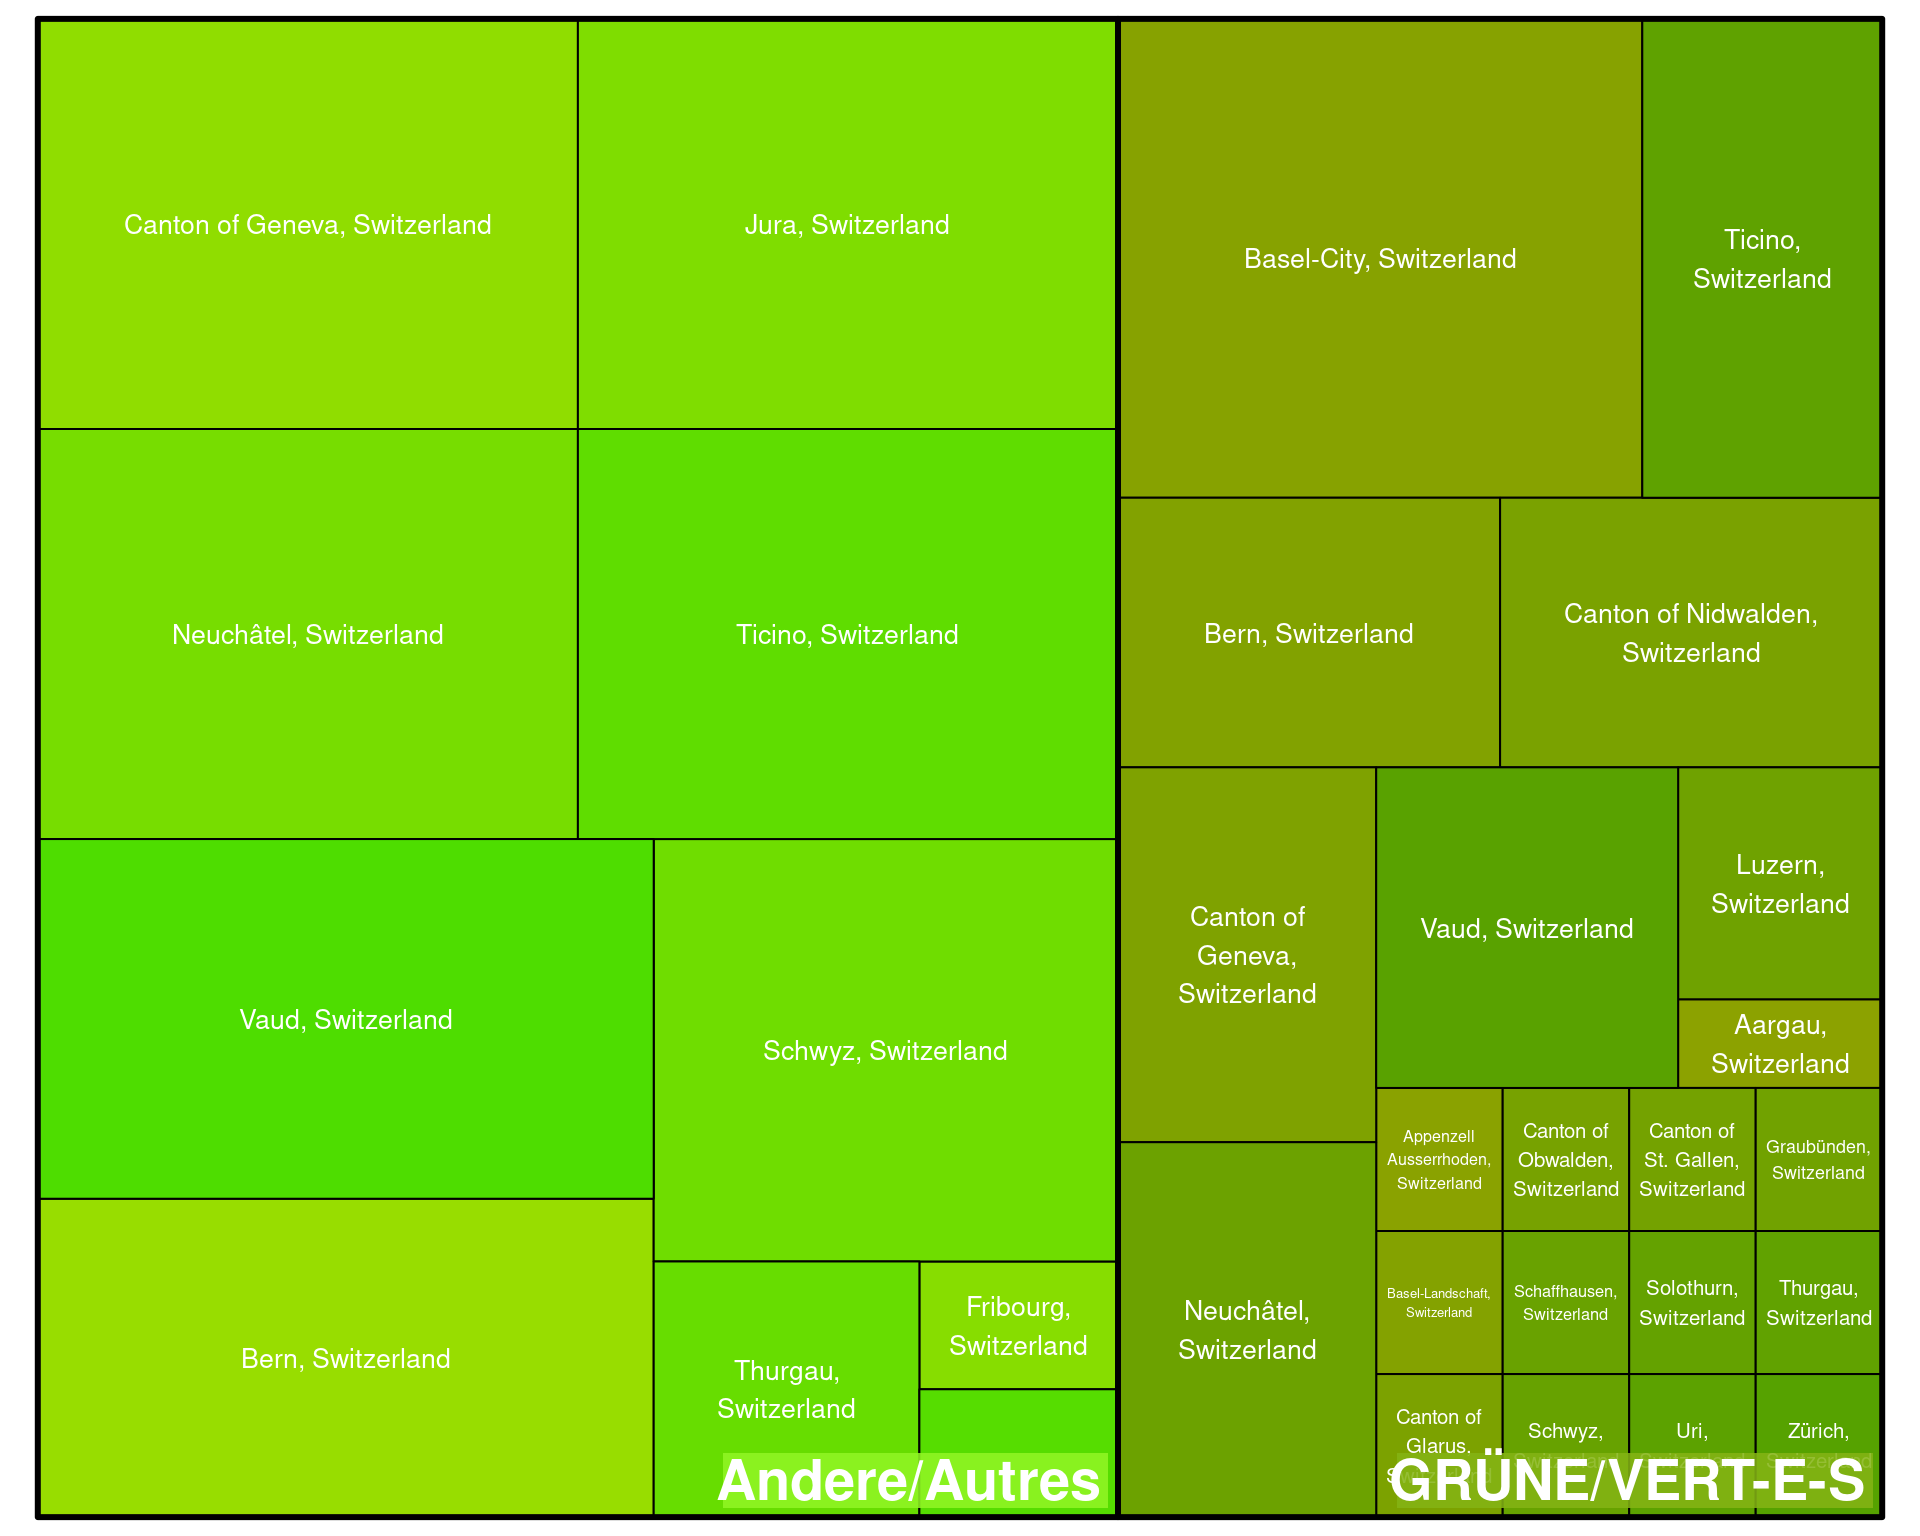 Canton of Geneva, Switzerland
Jura, Switzerland
Neuchâtel, Switzerland
Ticino, Switzerland
Vaud, Switzerland
Schwyz, Switzerland
Bern, Switzerland
Thurgau,
Switzerland
Fribourg,
Switzerland
Andere/Autres
Basel-City, Switzerland
Ticino,
Switzerland
Bern, Switzerland
Canton of Nidwalden,
Switzerland
Canton of
Geneva,
Switzerland
Vaud, Switzerland
Luzern,
Switzerland
Aargau,
Switzerland
Neuchâtel,
Switzerland
Appenzell
Ausserrhoden,
Switzerland
Canton of
Obwalden,
Switzerland
Canton of
St. Gallen,
Switzerland
Graubünden,
Switzerland
Basel-Landschaft,
Switzerland
Schaffhausen,
Switzerland
Solothurn,
Switzerland
Thurgau,
Switzerland
Canton of
Glarus,
Schwyz,
Switzerland
Uri,
Switzerland
Zürich,
Switzerland
GRÜNE/VERT-E-S